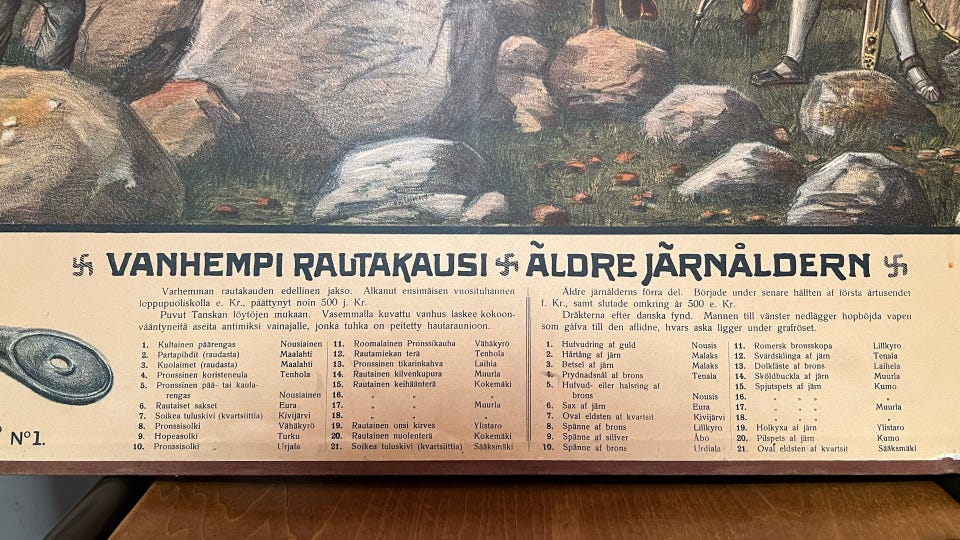 卐 VANHEMPI RAUTAKAUSI 卐 ÄLDRE JÄRNÅLDERN 卐
Varhemman rautakauden edellinen jakso. Alkanut ensimäisen vuosituhannen
loppupuoliskolla e. Kr., päättynyt noin 500 j. Kr.
Puvut Tanskan löytöjen mukaan. Vasemmalla kuvattu vanhus laskee kokoon-
vääntyneitä aseita antimiksi vainajalle, jonka tuhka on peitetty hautaraunioon.
1. Kultainen päärengas Nousiainen
2. Partapihdit (raudasta) Maalahti
3. Kuolaimet (raudasta) Maalahti
4. Pronssinen koristeneula Tenhola
5. Pronssinen pää- tai kaula-
rengas
Nousiainen
6. Rautaiset sakset Eura
7. Soikea tuluskivi (kvartsiittia) Kivijärvi
8. Pronssisolki Vähäkyrö
9. Hopeasolki Turku
10. Pronssisolki Urjala
11. Roomalainen Pronssikauha Vähäkyrö
12. Rautamiekan terä Tenhola
13. Pronssinen tikarinkahva Laihia
14. Rautainen kilvenkupura Muurla
15. Rautainen keihäänterä Kokemäki
16. „ „
17. „ „ Muurla
18. „ „
19. Rautainen onsi kirves Ylistaro
20. Rautainen nuolenterä Kokemäki
21. Soikea tuluskivi (kvartsiittia) Sääksmäki
Äldre järnålderns förra del. Började under senare hälften af första årtusendet
f. Kr., samt slutade omkring år 500 e. Kr.
Dräkterna efter danska fynd. Mannen till vänster nedlägger hopböjda vapen
som gåfva till den aflidne, hvars aska ligger under grafröset.
1. Hufvudring af guld Nousis
2. Hårtång af järn Malaks
3. Betsel af järn Malaks
4. Prydnadsnål af brons Tenala
5. Hufvud- eller halsring af
brons
Nousis
6. Sax af järn Eura
7. Oval eldsten af kvartsit Kivijärvi
8. Spänne af brons Lillkyro
9. Spänne af silfver Åbo
10. Spänne af brons Urdiala
11. Romersk bronsskopa Lillkyro
12. Svärdsklinga af järn Tenala
13. Dolkfäste af brons Laihela
14. Sköldbuckla af järn Muurla
15. Spjutspets af järn Kumo
16. „ „ „
17. „ „ „ Muurla
18. „ „ „
19. Holkyxa af järn Ylistaro
20. Pilspets af järn Kumo
21. Oval eldsten af kvartsit Sääksmäki
Nº1.